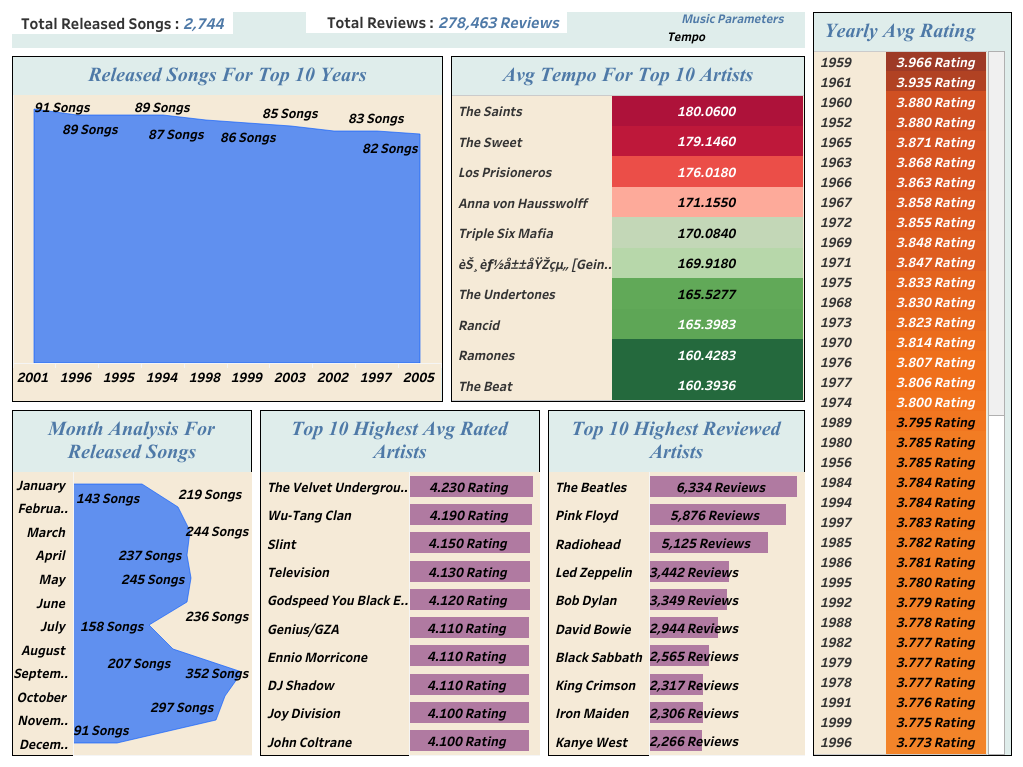 Total Released Songs : 2,744
Total Reviews : 278,463 Reviews
Music Parameters
Tempo
Released Songs For Top 10 Years
91 Songs
89 Songs
89 Songs
87 Songs
86 Songs
85 Songs
83 Songs
82 Songs
2001 1996 1995 1994 1998 1999 2003 2002 1997 2005
Avg Tempo For Top 10 Artists
The Saints 180.0600
The Sweet 179.1460
Los Prisioneros 176.0180
Anna von Hausswolff 171.1550
Triple Six Mafia 170.0840
èŠ¸èƒ½å±±åŸŽçµ„ [Gein.. 169.9180
The Undertones 165.5277
Rancid 165.3983
Ramones 160.4283
The Beat 160.3936
Month Analysis For
Released Songs
January 143 Songs
Februa.. 219 Songs
March 244 Songs
April 237 Songs
May 245 Songs
June 236 Songs
July 158 Songs
August 207 Songs
Septem.. 352 Songs
October 297 Songs
Novem.. 91 Songs
Decem..
Top 10 Highest Avg Rated
Artists
The Velvet Undergrou.. 4.230 Rating
Wu-Tang Clan 4.190 Rating
Slint 4.150 Rating
Television 4.130 Rating
Godspeed You Black E.. 4.120 Rating
Genius/GZA 4.110 Rating
Ennio Morricone 4.110 Rating
DJ Shadow 4.110 Rating
Joy Division 4.100 Rating
John Coltrane 4.100 Rating
Top 10 Highest Reviewed
Artists
The Beatles 6,334 Reviews
Pink Floyd 5,876 Reviews
Radiohead 5,125 Reviews
Led Zeppelin 3,442 Reviews
Bob Dylan 3,349 Reviews
David Bowie 2,944 Reviews
Black Sabbath 2,565 Reviews
King Crimson 2,317 Reviews
Iron Maiden 2,306 Reviews
Kanye West 2,266 Reviews
Yearly Avg Rating
1959 3.966 Rating
1961 3.935 Rating
1960 3.880 Rating
1952 3.880 Rating
1965 3.871 Rating
1963 3.868 Rating
1966 3.863 Rating
1967 3.858 Rating
1972 3.855 Rating
1969 3.848 Rating
1971 3.847 Rating
1975 3.833 Rating
1968 3.830 Rating
1973 3.823 Rating
1970 3.814 Rating
1976 3.807 Rating
1977 3.806 Rating
1974 3.800 Rating
1989 3.795 Rating
1980 3.785 Rating
1956 3.785 Rating
1984 3.784 Rating
1994 3.784 Rating
1997 3.783 Rating
1985 3.782 Rating
1986 3.781 Rating
1995 3.780 Rating
1992 3.779 Rating
1988 3.778 Rating
1982 3.777 Rating
1979 3.777 Rating
1978 3.777 Rating
1991 3.776 Rating
1999 3.775 Rating
1996 3.773 Rating